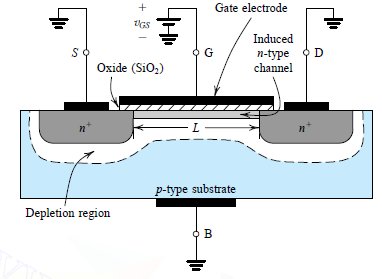 Gate electrode
+
vGS
−
Induced
n-type
channel
S
G
D
Oxide (SiO2)
n+
L
n+
p-type substrate
Depletion region
B